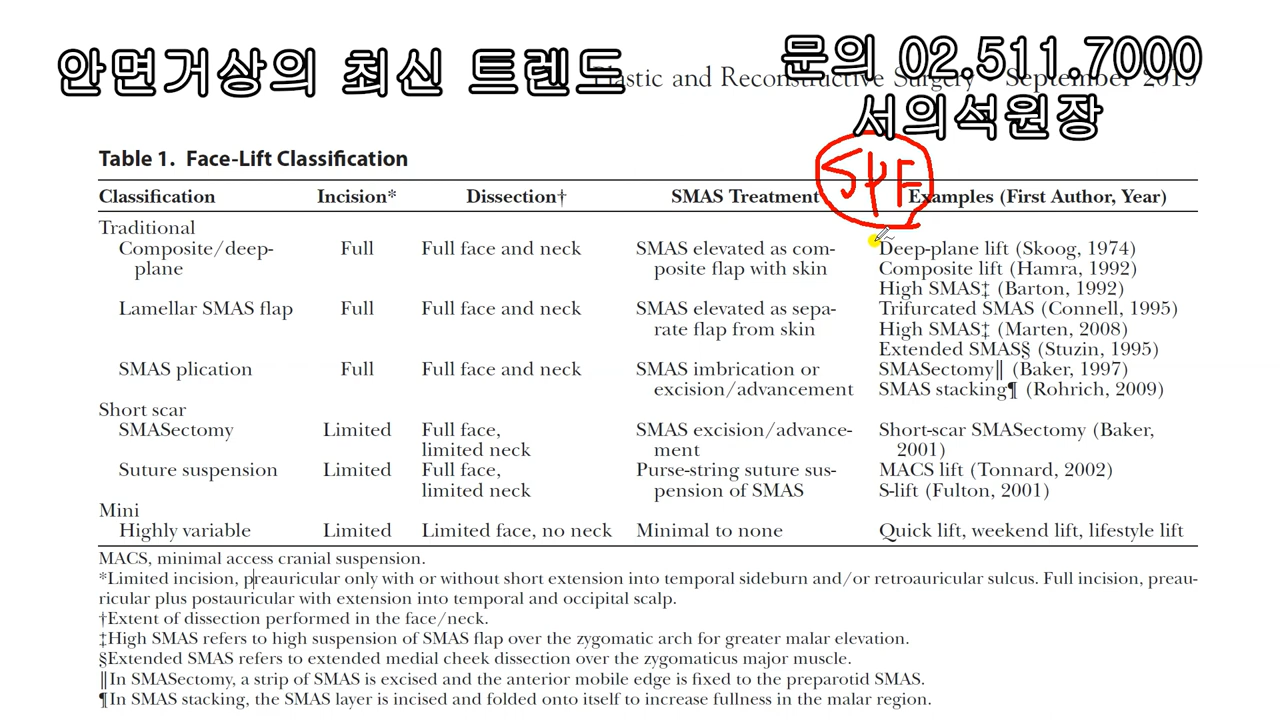 안면거상의 최신 트렌드
문의 02.511.7000
Plastic and Reconstructive Surgery September 2015
서의석원장
SPF
Table 1. Face-Lift Classification
Classification Incision* Dissection† SMAS Treatment Examples (First Author, Year)
Traditional
Composite/deep- Full Full face and neck SMAS elevated as com- Deep-plane lift (Skoog, 1974)
plane posite flap with skin Composite lift (Hamra, 1992)
High SMAS‡ (Barton, 1992)
Lamellar SMAS flap Full Full face and neck SMAS elevated as sepa- Trifurcated SMAS (Connell, 1995)
rate flap from skin High SMAS‡ (Marten, 2008)
Extended SMAS§ (Stuzin, 1995)
SMAS plication Full Full face and neck SMAS imbrication or SMASectomy‖ (Baker, 1997)
excision/advancement SMAS stacking¶ (Rohrich, 2009)
Short scar
SMASectomy Limited Full face, SMAS excision/advance- Short-scar SMASectomy (Baker,
limited neck ment 2001)
Suture suspension Limited Full face, Purse-string suture sus- MACS lift (Tonnard, 2002)
limited neck pension of SMAS S-lift (Fulton, 2001)
Mini
Highly variable Limited Limited face, no neck Minimal to none Quick lift, weekend lift, lifestyle lift
MACS, minimal access cranial suspension.
*Limited incision, preauricular only with or without short extension into temporal sideburn and/or retroauricular sulcus. Full incision, preau-
ricular plus postauricular with extension into temporal and occipital scalp.
†Extent of dissection performed in the face/neck.
‡High SMAS refers to high suspension of SMAS flap over the zygomatic arch for greater malar elevation.
§Extended SMAS refers to extended medial cheek dissection over the zygomaticus major muscle.
‖In SMASectomy, a strip of SMAS is excised and the anterior mobile edge is fixed to the preparotid SMAS.
¶In SMAS stacking, the SMAS layer is incised and folded onto itself to increase fullness in the malar region.